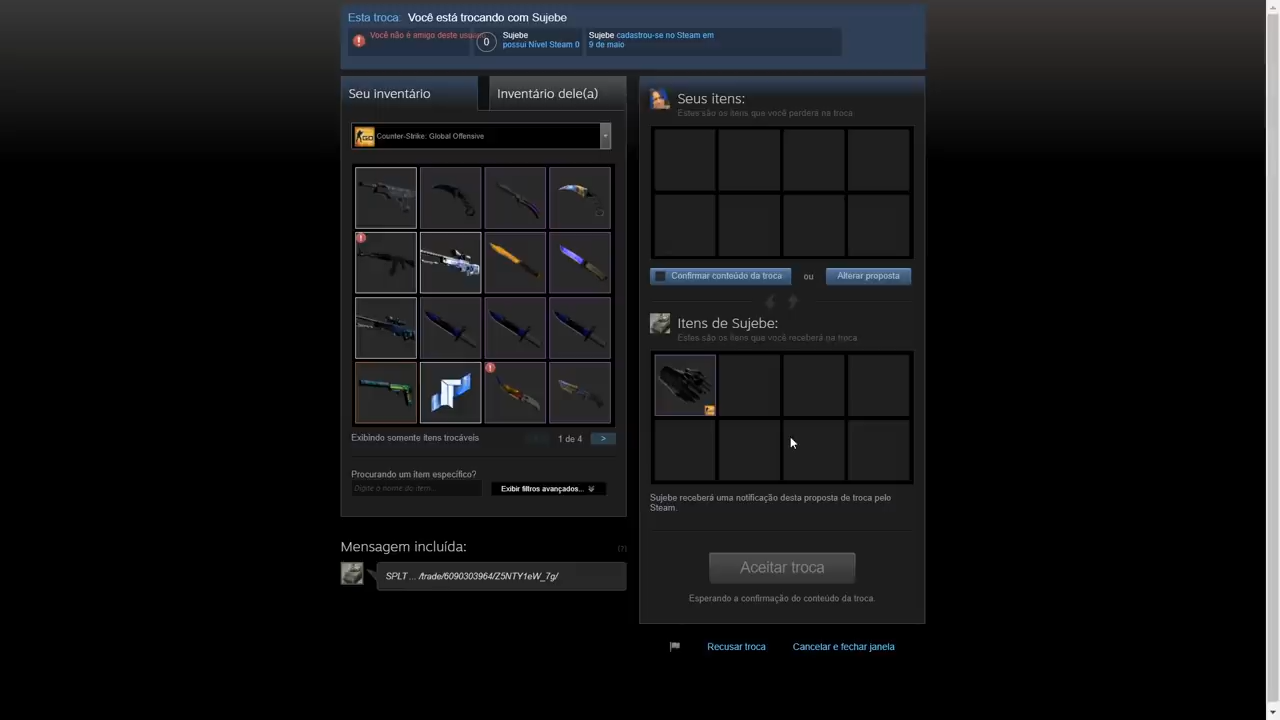 Esta troca: Você está trocando com Sujebe
Você não é amigo deste
0
Sujebe
possui Nível Steam 0
Sujebe cadastrou-se no Steam em
9 de maio
Seu inventário
Inventário dele(a)
Counter-Strike: Global Offensive
Exibindo somente itens trocáveis
1 de 4
>
Procurando um item específico?
Digite o nome do item...
Exibir filtros avançados...
Mensagem incluída:
(?)
SPLT ... /trade/6090303964/Z5NTY1eW_7g/
Seus itens:
Estes são os itens que você perderá na troca.
Confirmar conteúdo da troca
ou
Alterar proposta
Itens de Sujebe:
Estes são os itens que você receberá na troca.
Sujebe receberá uma notificação desta proposta de troca pelo
Steam.
Aceitar troca
Esperando a confirmação do conteúdo da troca.
Recusar troca
Cancelar e fechar janela